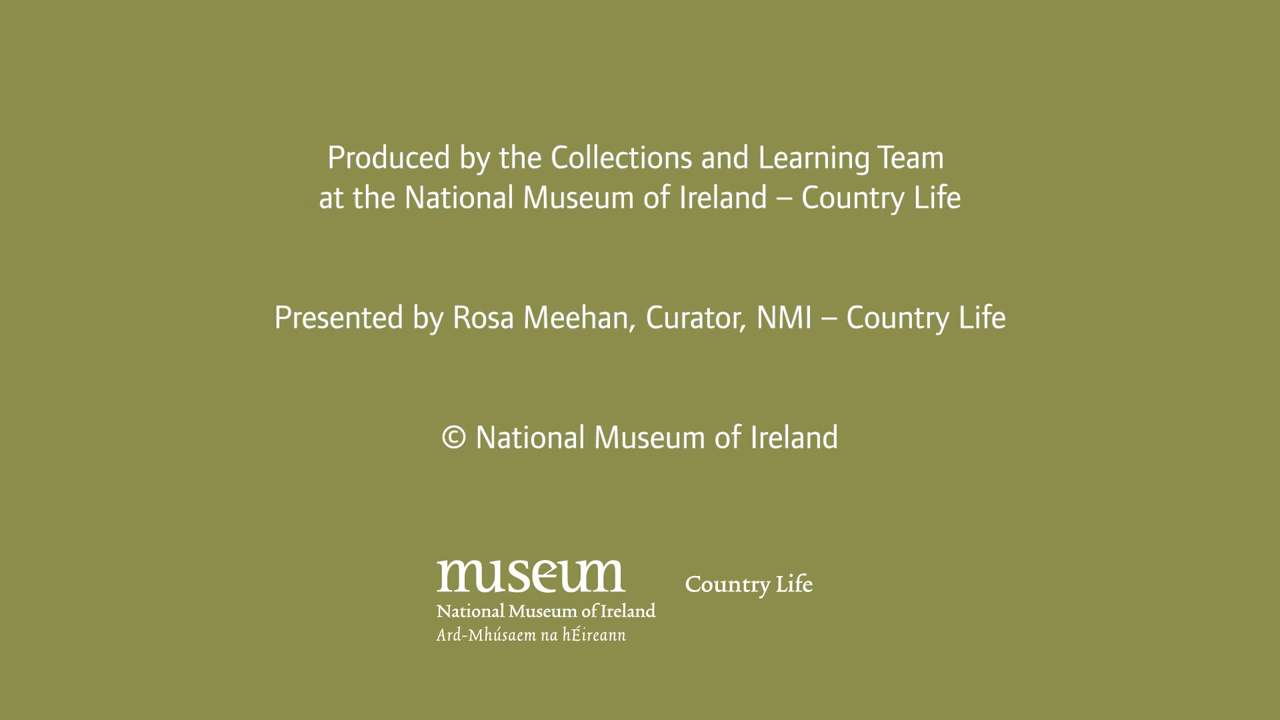 Produced by the Collections and Learning Team
at the National Museum of Ireland – Country Life
Presented by Rosa Meehan, Curator, NMI – Country Life
© National Museum of Ireland
museum
Country Life
National Museum of Ireland
Ard-Mhúsaem na hÉireann